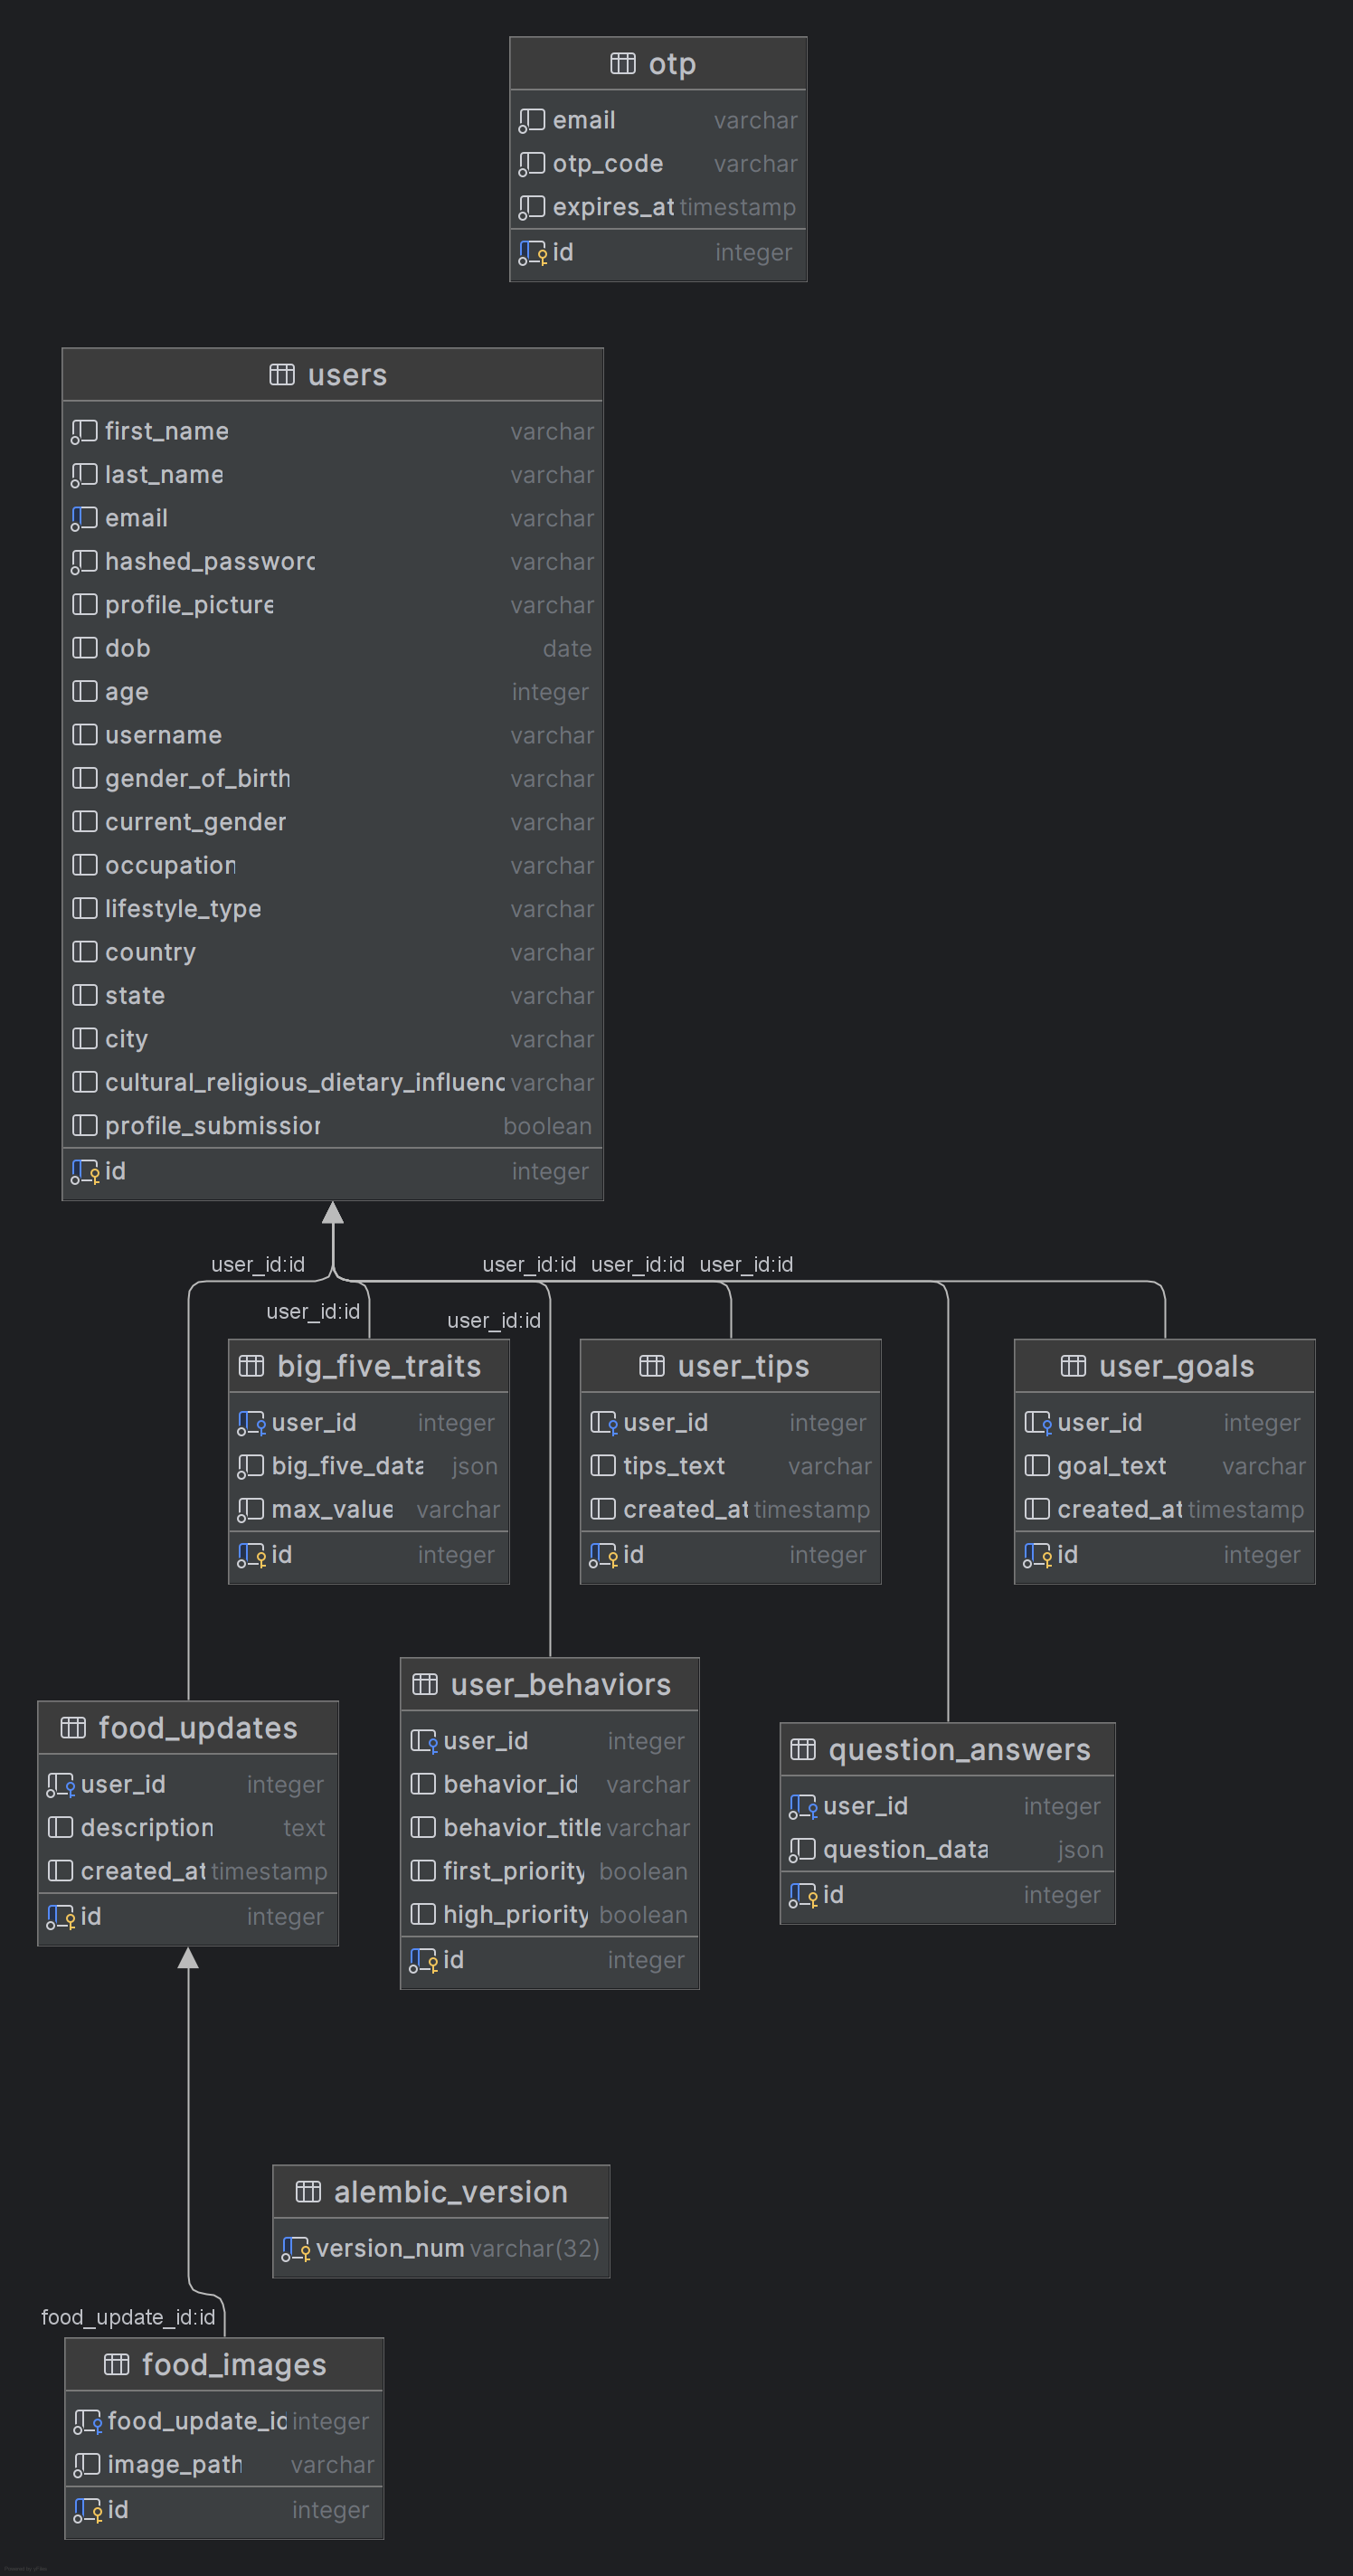 otp
email varchar
otp_code varchar
expires_at timestamp
id integer
users
first_name varchar
last_name varchar
email varchar
hashed_password varchar
profile_picture varchar
dob date
age integer
username varchar
gender_of_birth varchar
current_gender varchar
occupation varchar
lifestyle_type varchar
country varchar
state varchar
city varchar
cultural_religious_dietary_influenc varchar
profile_submission boolean
id integer
user_id:id
user_id:id user_id:id user_id:id
user_id:id
user_id:id
big_five_traits
user_id integer
big_five_data json
max_value varchar
id integer
user_tips
user_id integer
tips_text varchar
created_at timestamp
id integer
user_goals
user_id integer
goal_text varchar
created_at timestamp
id integer
food_updates
user_id integer
description text
created_at timestamp
id integer
user_behaviors
user_id integer
behavior_id varchar
behavior_title varchar
first_priority boolean
high_priority boolean
id integer
question_answers
user_id integer
question_data json
id integer
alembic_version
version_num varchar(32)
food_update_id:id
food_images
food_update_id integer
image_path varchar
id integer